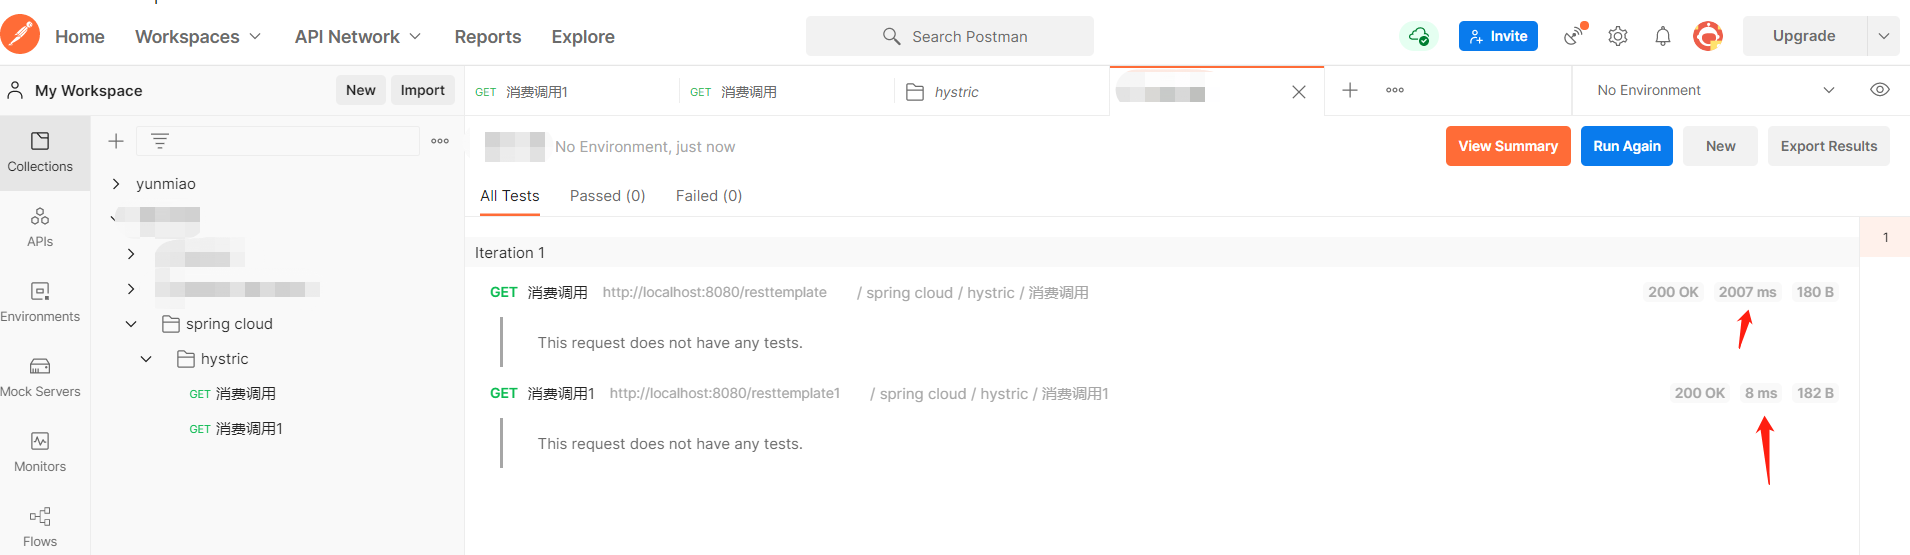 Home Workspaces API Network Reports Explore Search Postman Invite Upgrade
My Workspace New Import GET 消费调用1 GET 消费调用 hystric No Environment
Collections
APIs
Environments
Mock Servers
Monitors
Flows
yunmiao
spring cloud
hystric
GET 消费调用
GET 消费调用1
No Environment, just now View Summary Run Again New Export Results
All Tests Passed (0) Failed (0)
Iteration 1
1
GET 消费调用 http://localhost:8080/resttemplate / spring cloud / hystric / 消费调用 200 OK 2007 ms 180 B
This request does not have any tests.
GET 消费调用1 http://localhost:8080/resttemplate1 / spring cloud / hystric / 消费调用1 200 OK 8 ms 182 B
This request does not have any tests.